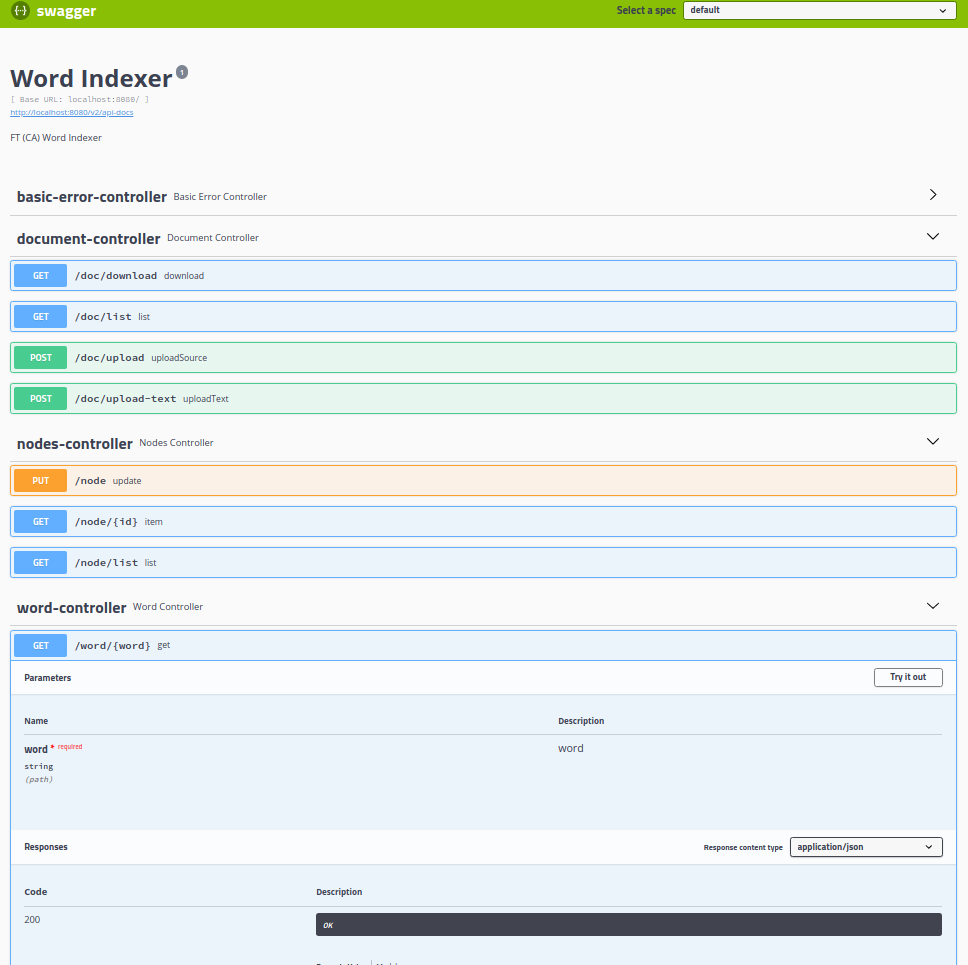 {···} swagger
Select a spec default
Word Indexer 1
[ Base URL: localhost:8080/ ]
http://localhost:8080/v2/api-docs
FT (CA) Word Indexer
basic-error-controller Basic Error Controller
document-controller Document Controller
GET /doc/download download
GET /doc/list list
POST /doc/upload uploadSource
POST /doc/upload-text uploadText
nodes-controller Nodes Controller
PUT /node update
GET /node/{id} item
GET /node/list list
word-controller Word Controller
GET /word/{word} get
Parameters Try it out
Name Description
word * required word
string
(path)
Responses Response content type application/json
Code Description
200 OK